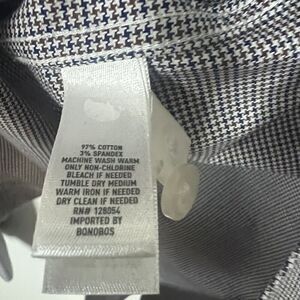 97% COTTON
3% SPANDEX
MACHINE WASH WARM
ONLY NON-CHLORINE
BLEACH IF NEEDED
TUMBLE DRY MEDIUM
WARM IRON IF NEEDED
DRY CLEAN IF NEEDED
RN# 128054
IMPORTED BY
BONOBOS